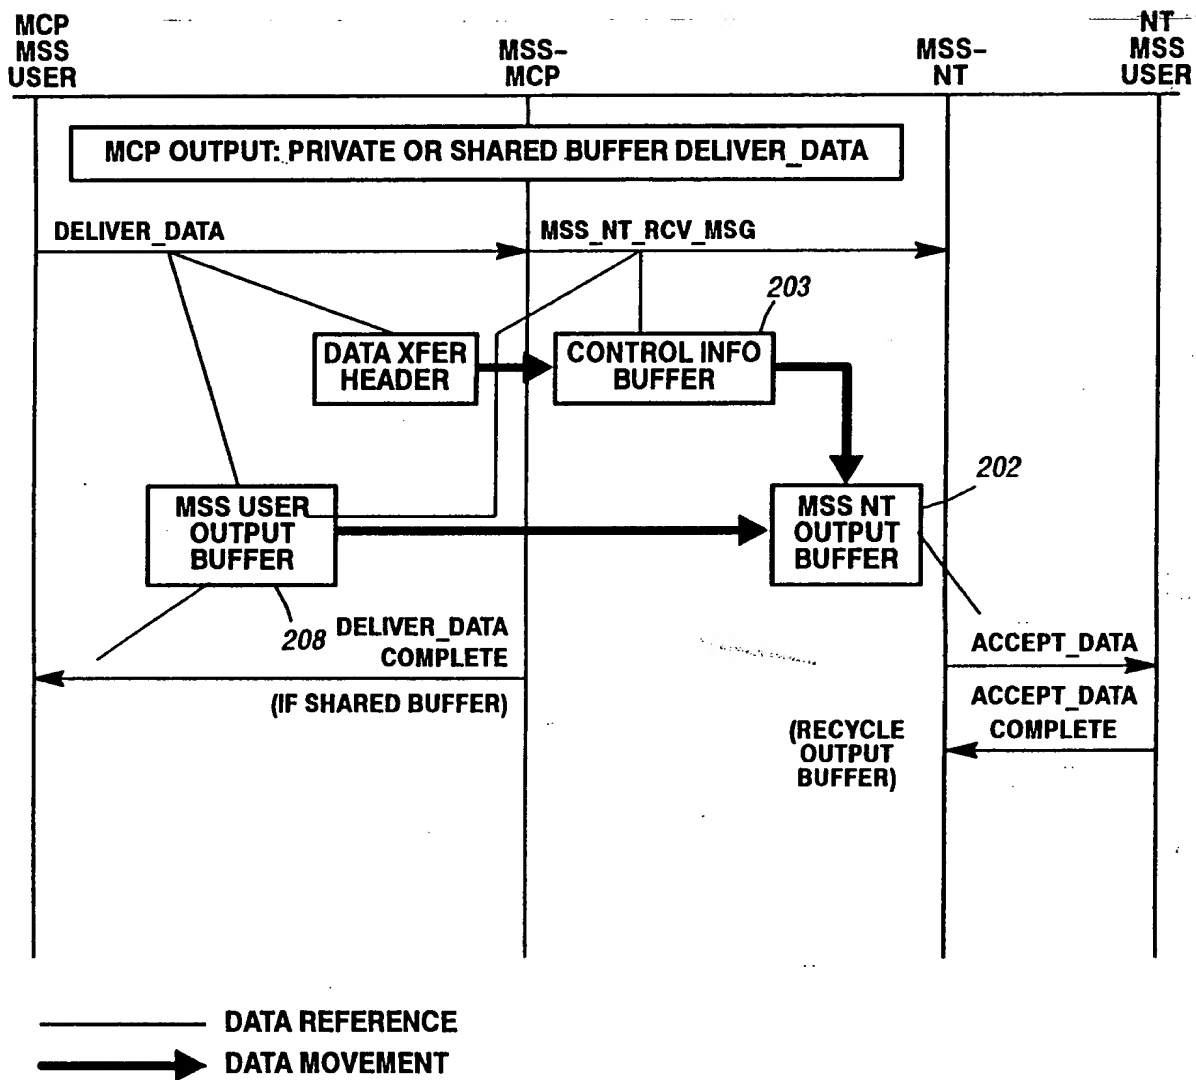 MCP
MSS
USER
MSS-
MCP
MSS-
NT
NT
MSS
USER
MCP OUTPUT: PRIVATE OR SHARED BUFFER DELIVER_DATA
DELIVER_DATA
MSS_NT_RCV_MSG
203
DATA XFER
HEADER
CONTROL INFO
BUFFER
202
MSS USER
OUTPUT
BUFFER
MSS NT
OUTPUT
BUFFER
208
DELIVER_DATA
COMPLETE
(IF SHARED BUFFER)
ACCEPT_DATA
ACCEPT_DATA
COMPLETE
(RECYCLE
OUTPUT
BUFFER)
DATA REFERENCE
DATA MOVEMENT